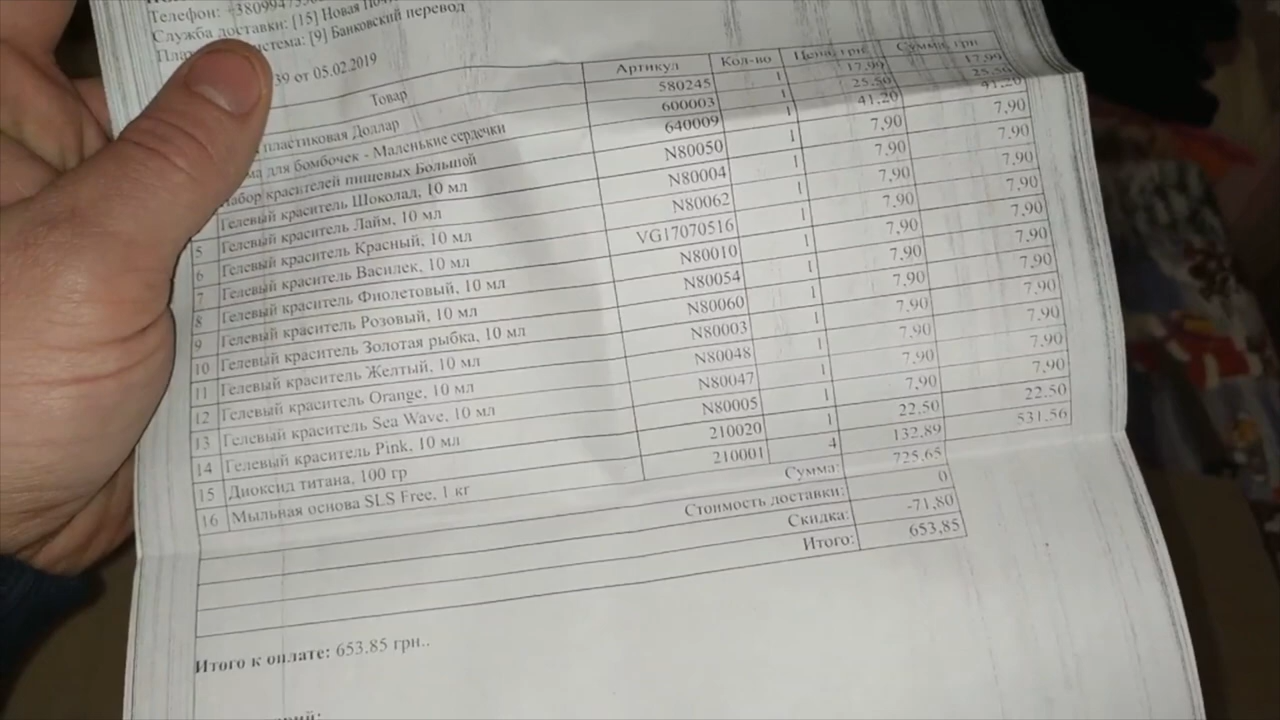 Телефон:
Служба доставки: [15] Новая
система: [9] Банковский перевод
39 от 05.02.2019
Товар Артикул Кол-во Цена, грн Сумма, грн
пластиковая Доллар 580245 1 17,99 17,99
для бомбочек - Маленькие сердечки 600003 1 25,50 25,50
Набор красителей пищевых Большой 640009 1 41,20 41,20
Гелевый краситель Шоколад, 10 мл N80050 1 7,90 7,90
5 Гелевый краситель Лайм, 10 мл N80004 1 7,90 7,90
6 Гелевый краситель Красный, 10 мл N80062 1 7,90 7,90
7 Гелевый краситель Василек, 10 мл VG17070516 1 7,90 7,90
8 Гелевый краситель Фиолетовый, 10 мл N80010 1 7,90 7,90
9 Гелевый краситель Розовый, 10 мл N80054 1 7,90 7,90
10 Гелевый краситель Золотая рыбка, 10 мл N80060 1 7,90 7,90
11 Гелевый краситель Желтый, 10 мл N80003 1 7,90 7,90
12 Гелевый краситель Orange, 10 мл N80048 1 7,90 7,90
13 Гелевый краситель Sea Wave, 10 мл N80047 1 7,90 7,90
14 Гелевый краситель Pink, 10 мл N80005 1 7,90 7,90
15 Диоксид титана, 100 гр 210020 1 22,50 22,50
16 Мыльная основа SLS Free, 1 кг 210001 4 132,89 531,56
Сумма: 725,65
Стоимость доставки: 0
Скидка: -71,80
Итого: 653,85
Итого к оплате: 653.85 грн..